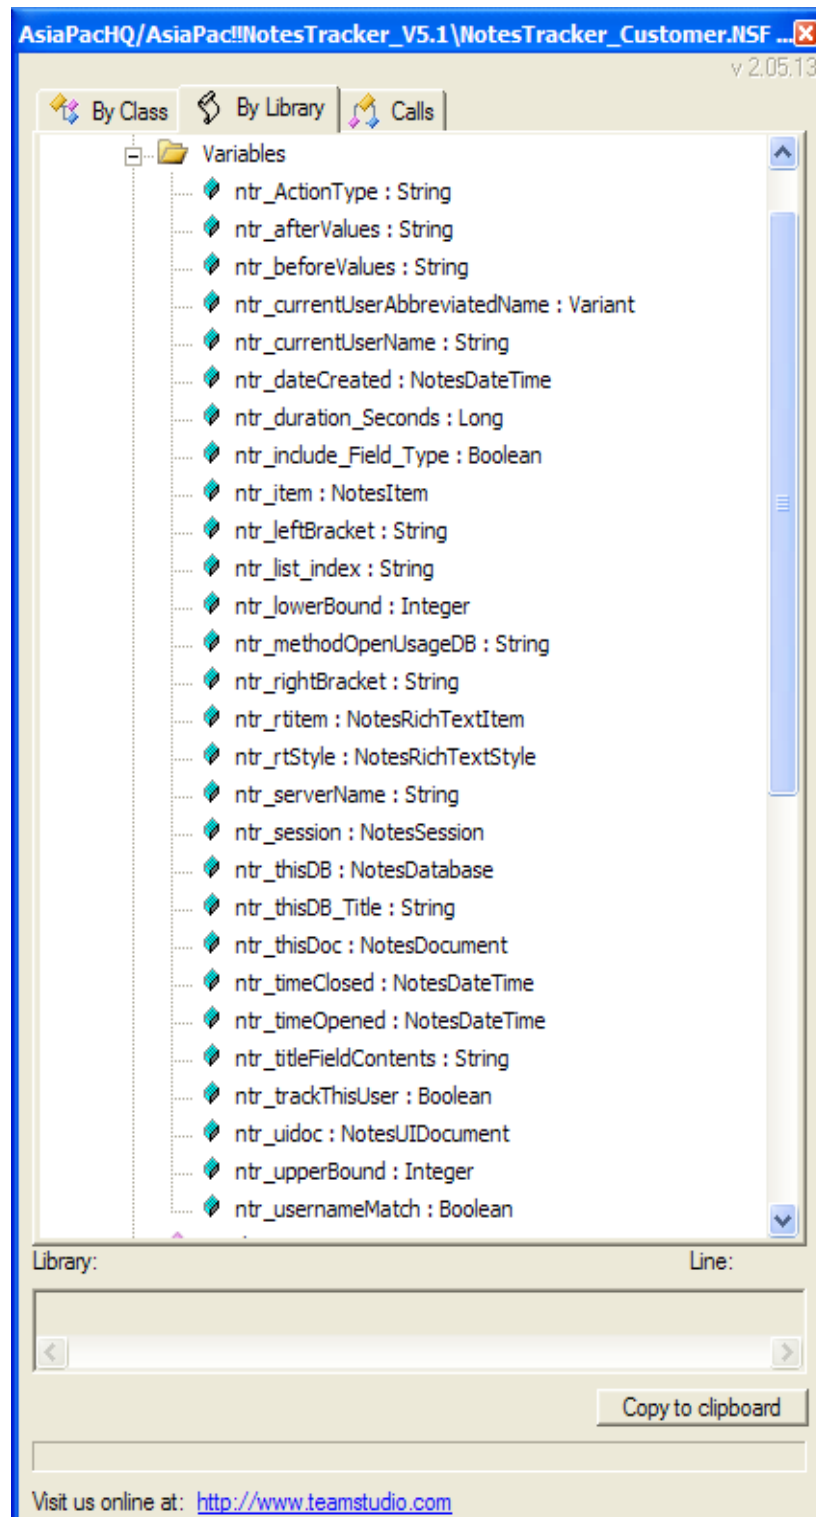 AsiaPacHQ/AsiaPac!!NotesTracker_V5.1\NotesTracker_Customer.NSF ...
v 2.05.13
By Class By Library Calls
Variables
ntr_ActionType : String
ntr_afterValues : String
ntr_beforeValues : String
ntr_currentUserAbbreviatedName : Variant
ntr_currentUserName : String
ntr_dateCreated : NotesDateTime
ntr_duration_Seconds : Long
ntr_include_Field_Type : Boolean
ntr_item : NotesItem
ntr_leftBracket : String
ntr_list_index : String
ntr_lowerBound : Integer
ntr_methodOpenUsageDB : String
ntr_rightBracket : String
ntr_rtitem : NotesRichTextItem
ntr_rtStyle : NotesRichTextStyle
ntr_serverName : String
ntr_session : NotesSession
ntr_thisDB : NotesDatabase
ntr_thisDB_Title : String
ntr_thisDoc : NotesDocument
ntr_timeClosed : NotesDateTime
ntr_timeOpened : NotesDateTime
ntr_titleFieldContents : String
ntr_trackThisUser : Boolean
ntr_uidoc : NotesUIDocument
ntr_upperBound : Integer
ntr_usernameMatch : Boolean
Library: Line:
Copy to clipboard
Visit us online at: http://www.teamstudio.com